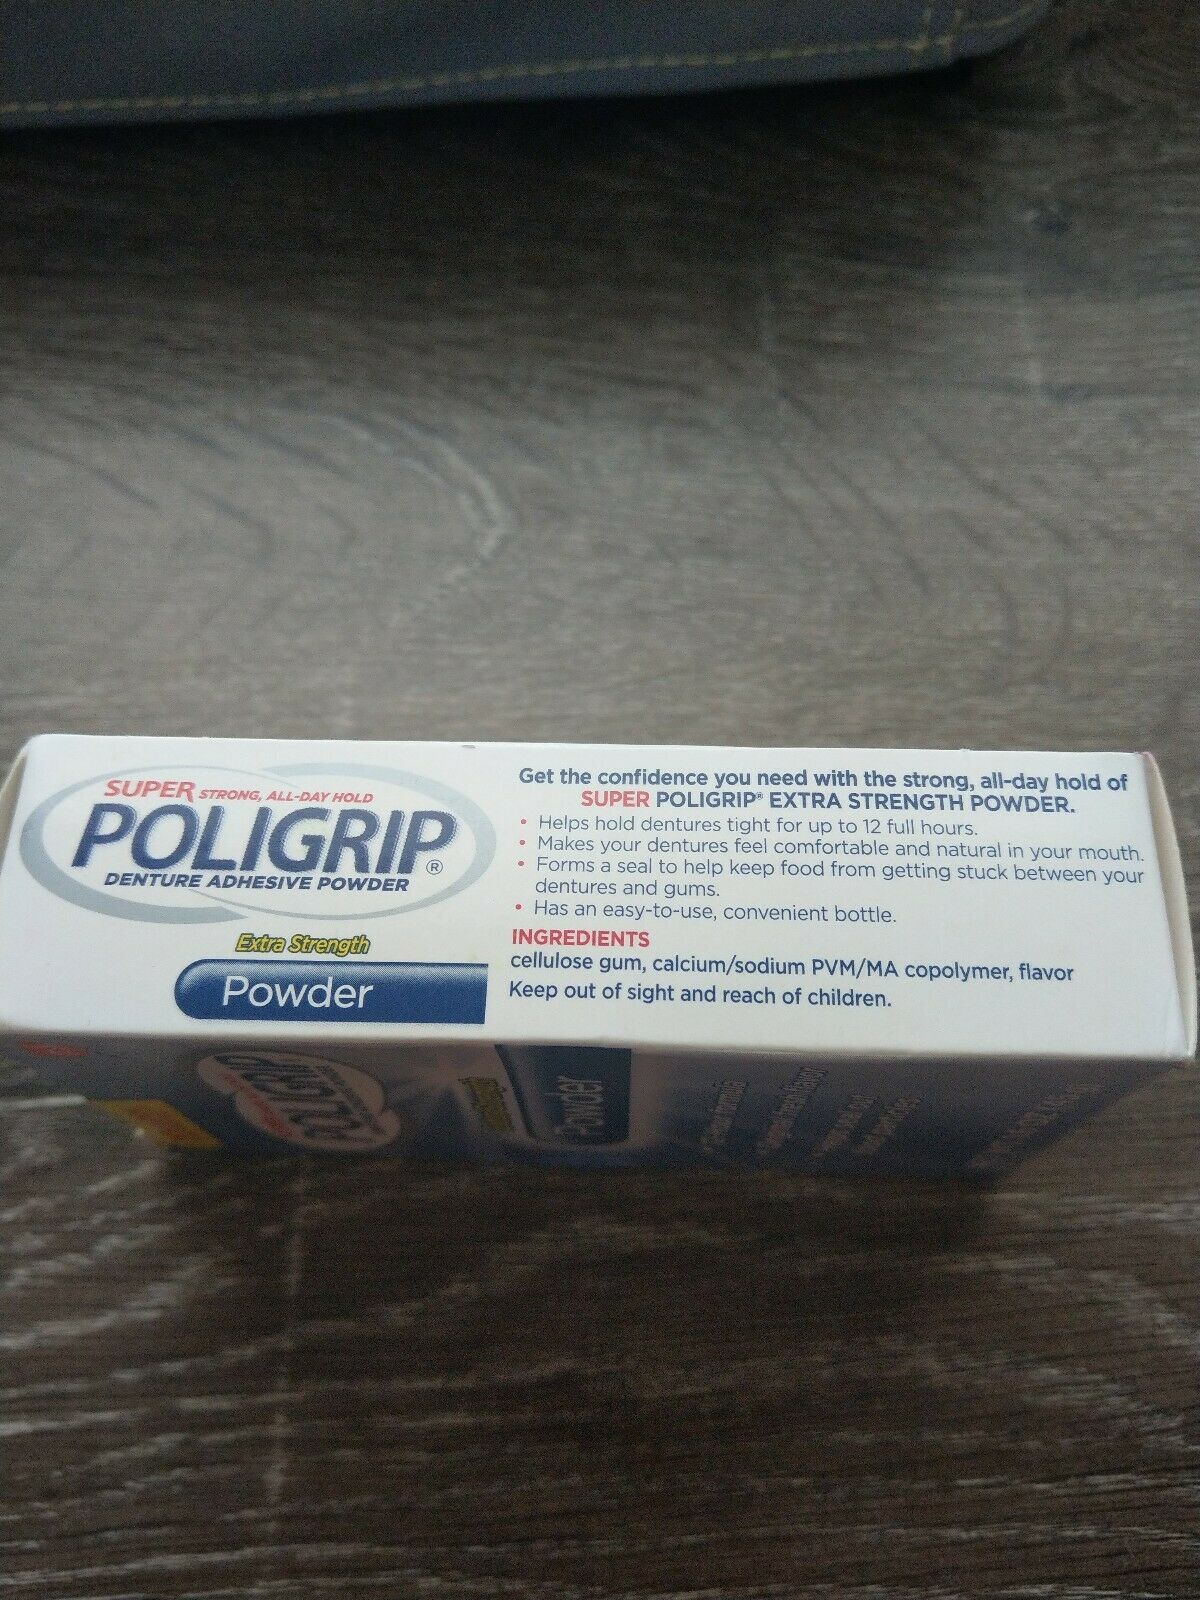 SUPER STRONG, ALL-DAY HOLD
POLIGRIP®
DENTURE ADHESIVE POWDER
Extra Strength
Powder
Get the confidence you need with the strong, all-day hold of
SUPER POLIGRIP® EXTRA STRENGTH POWDER.
• Helps hold dentures tight for up to 12 full hours.
• Makes your dentures feel comfortable and natural in your mouth.
• Forms a seal to help keep food from getting stuck between your
dentures and gums.
• Has an easy-to-use, convenient bottle.
INGREDIENTS
cellulose gum, calcium/sodium PVM/MA copolymer, flavor
Keep out of sight and reach of children.
POLIGRIP
Powder